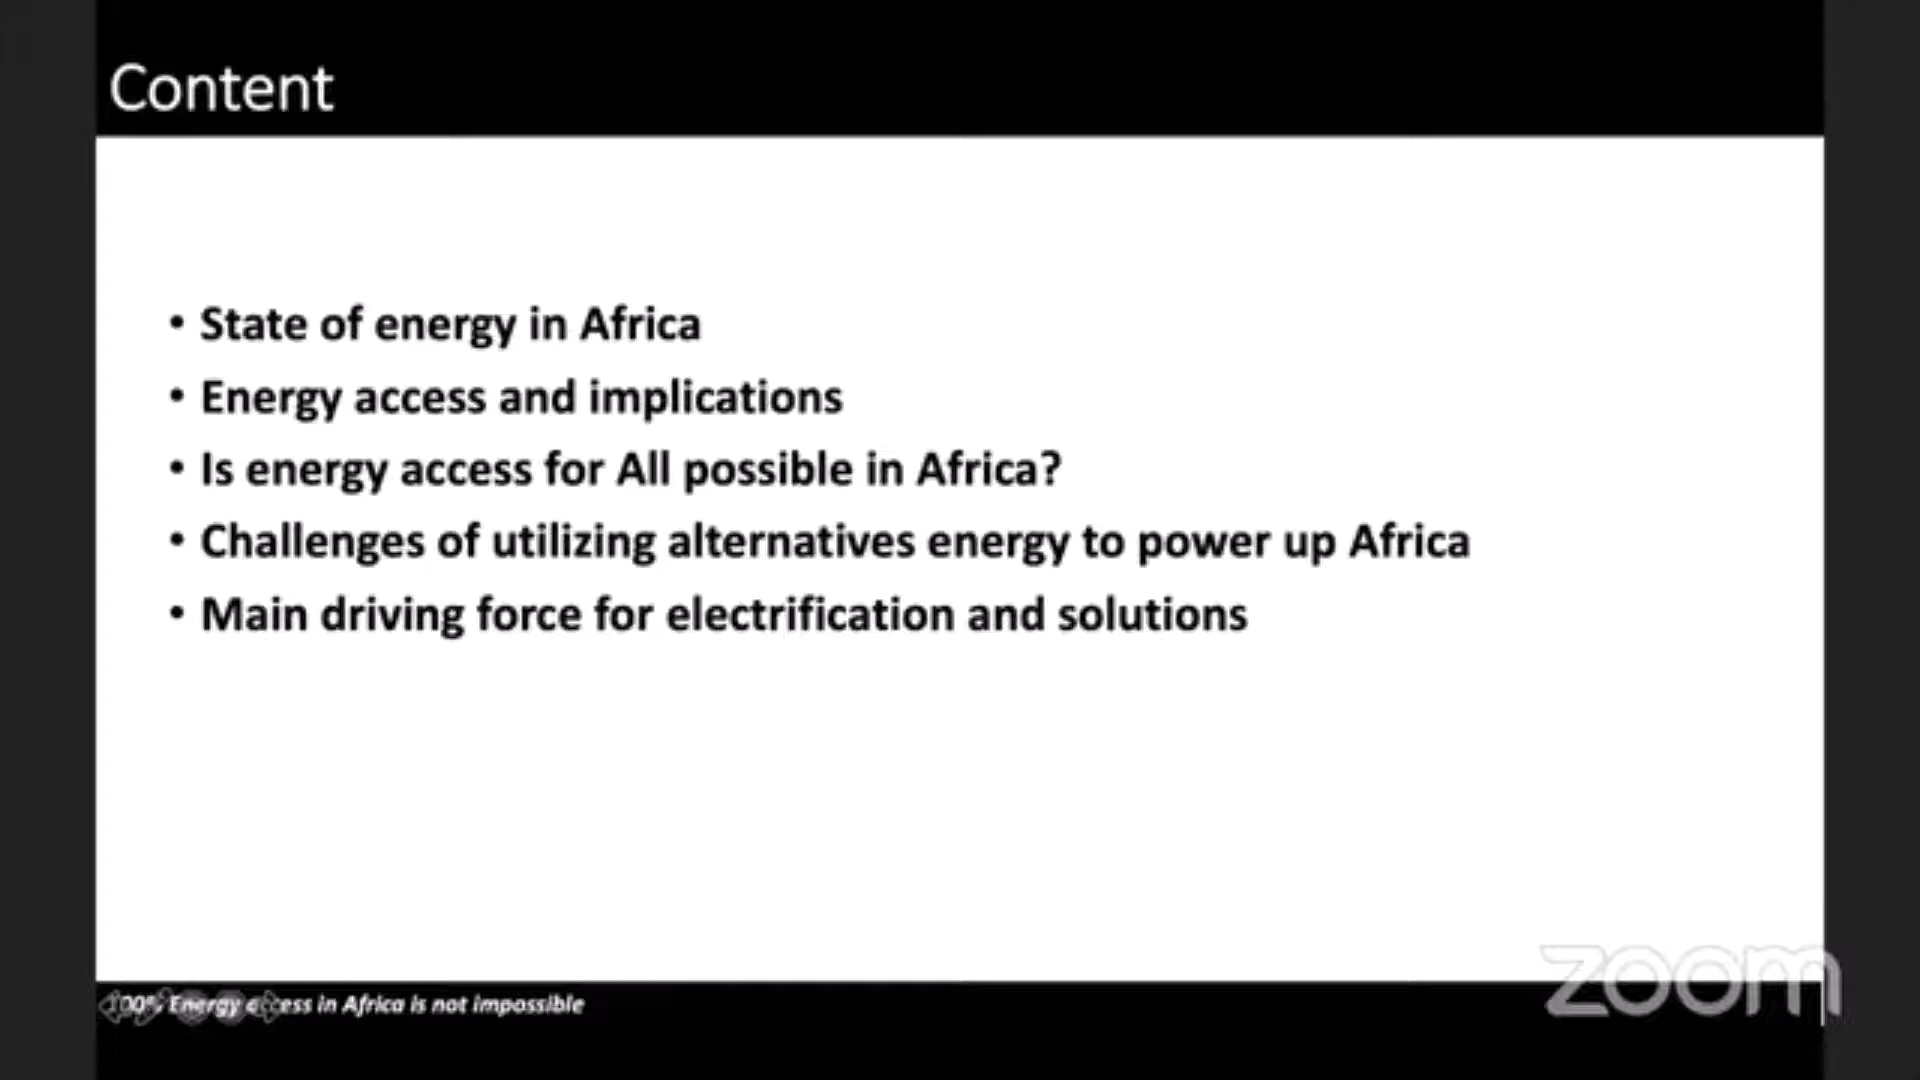 Content
• State of energy in Africa
• Energy access and implications
• Is energy access for All possible in Africa?
• Challenges of utilizing alternatives energy to power up Africa
• Main driving force for electrification and solutions
100% Energy access in Africa is not impossible
zoom